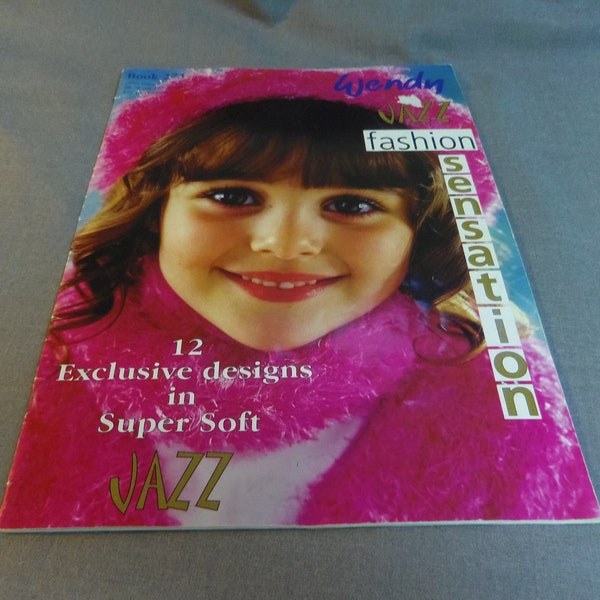 Book
Wendy
JAZZ
fashion
sensation
12
Exclusive designs
in
Super Soft
JAZZ